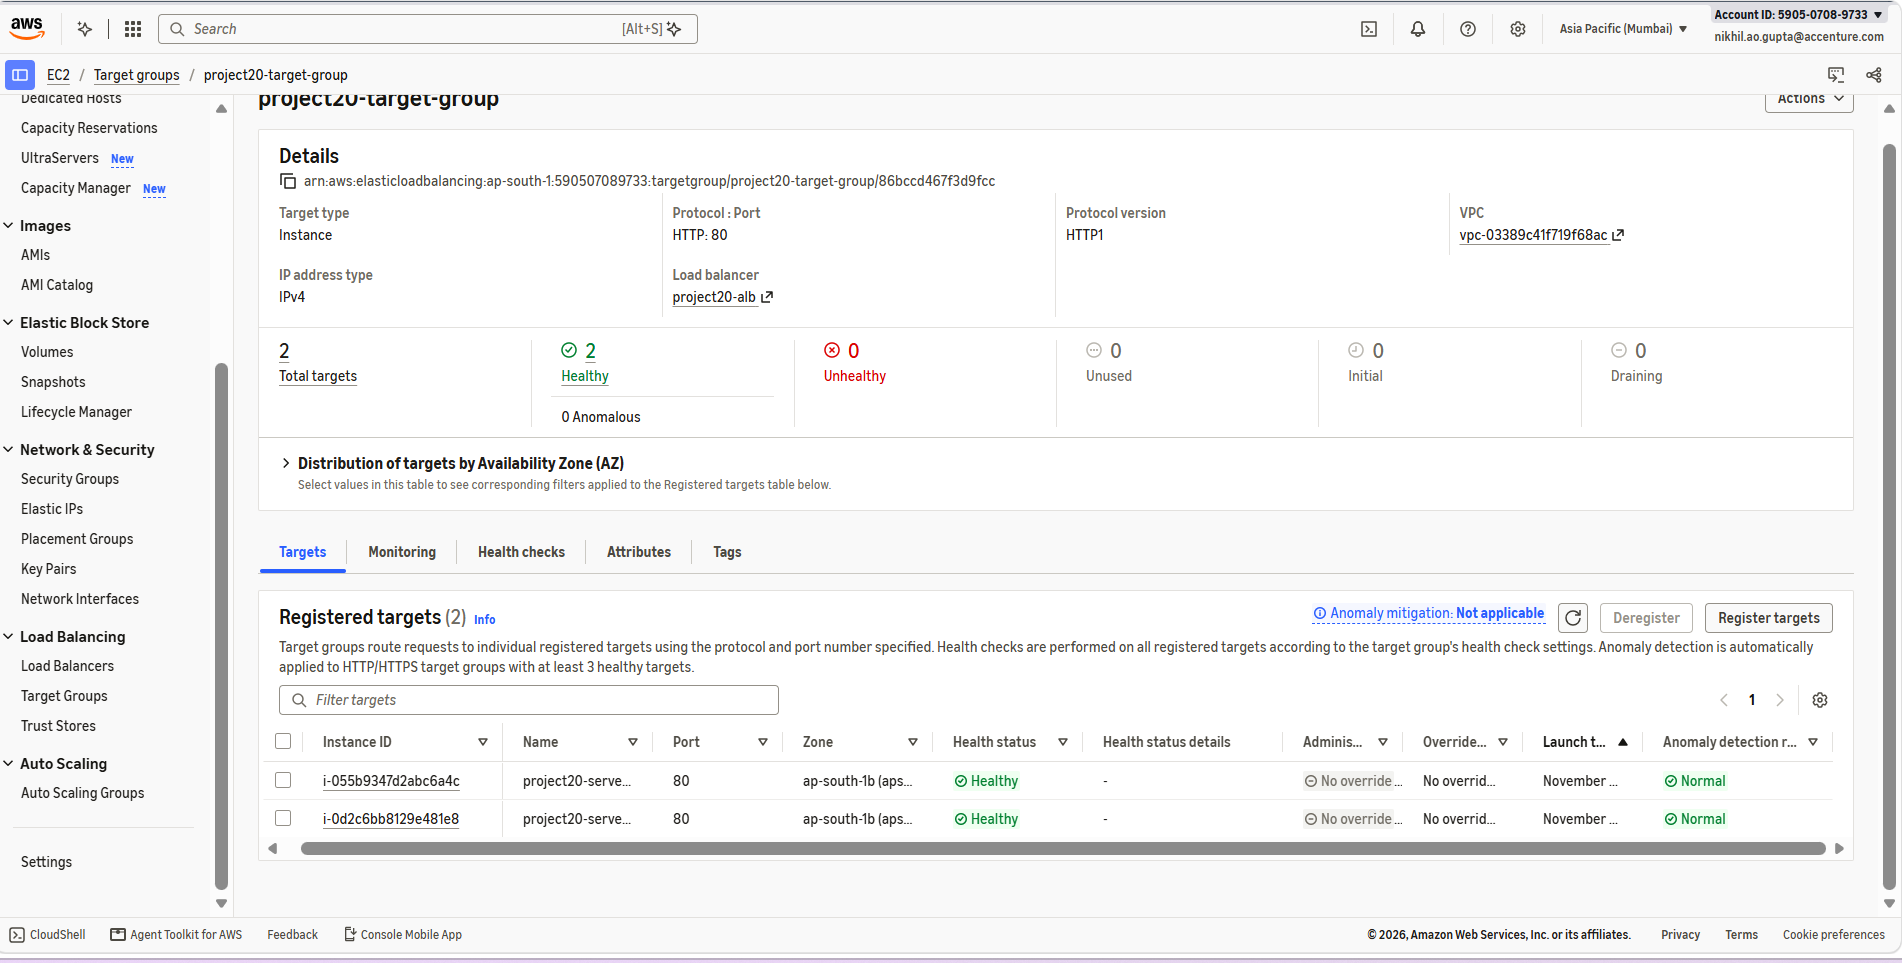 aws
Search
[Alt+S]
Asia Pacific (Mumbai)
Account ID: 5905-0708-9733
nikhil.ao.gupta@accenture.com
EC2 / Target groups / project20-target-group
Dedicated Hosts
Capacity Reservations
UltraServers New
Capacity Manager New
Images
AMIs
AMI Catalog
Elastic Block Store
Volumes
Snapshots
Lifecycle Manager
Network & Security
Security Groups
Elastic IPs
Placement Groups
Key Pairs
Network Interfaces
Load Balancing
Load Balancers
Target Groups
Trust Stores
Auto Scaling
Auto Scaling Groups
Settings
project20-target-group
Actions
Details
arn:aws:elasticloadbalancing:ap-south-1:590507089733:targetgroup/project20-target-group/86bccd467f3d9fcc
Target type
Instance
Protocol : Port
HTTP: 80
Protocol version
HTTP1
VPC
vpc-03389c41f719f68ac
IP address type
IPv4
Load balancer
project20-alb
2
Total targets
2
Healthy
0 Anomalous
0
Unhealthy
0
Unused
0
Initial
0
Draining
Distribution of targets by Availability Zone (AZ)
Select values in this table to see corresponding filters applied to the Registered targets table below.
Targets Monitoring Health checks Attributes Tags
Registered targets (2) Info
Anomaly mitigation: Not applicable
Deregister
Register targets
Target groups route requests to individual registered targets using the protocol and port number specified. Health checks are performed on all registered targets according to the target group's health check settings. Anomaly detection is automatically
applied to HTTP/HTTPS target groups with at least 3 healthy targets.
Filter targets
1
Instance ID Name Port Zone Health status Health status details Adminis... Override... Launch t... Anomaly detection r...
i-055b9347d2abc6a4c project20-serve... 80 ap-south-1b (aps... Healthy - No override ... No overrid... November ... Normal
i-0d2c6bb8129e481e8 project20-serve... 80 ap-south-1b (aps... Healthy - No override ... No overrid... November ... Normal
CloudShell Agent Toolkit for AWS Feedback Console Mobile App
© 2026, Amazon Web Services, Inc. or its affiliates. Privacy Terms Cookie preferences